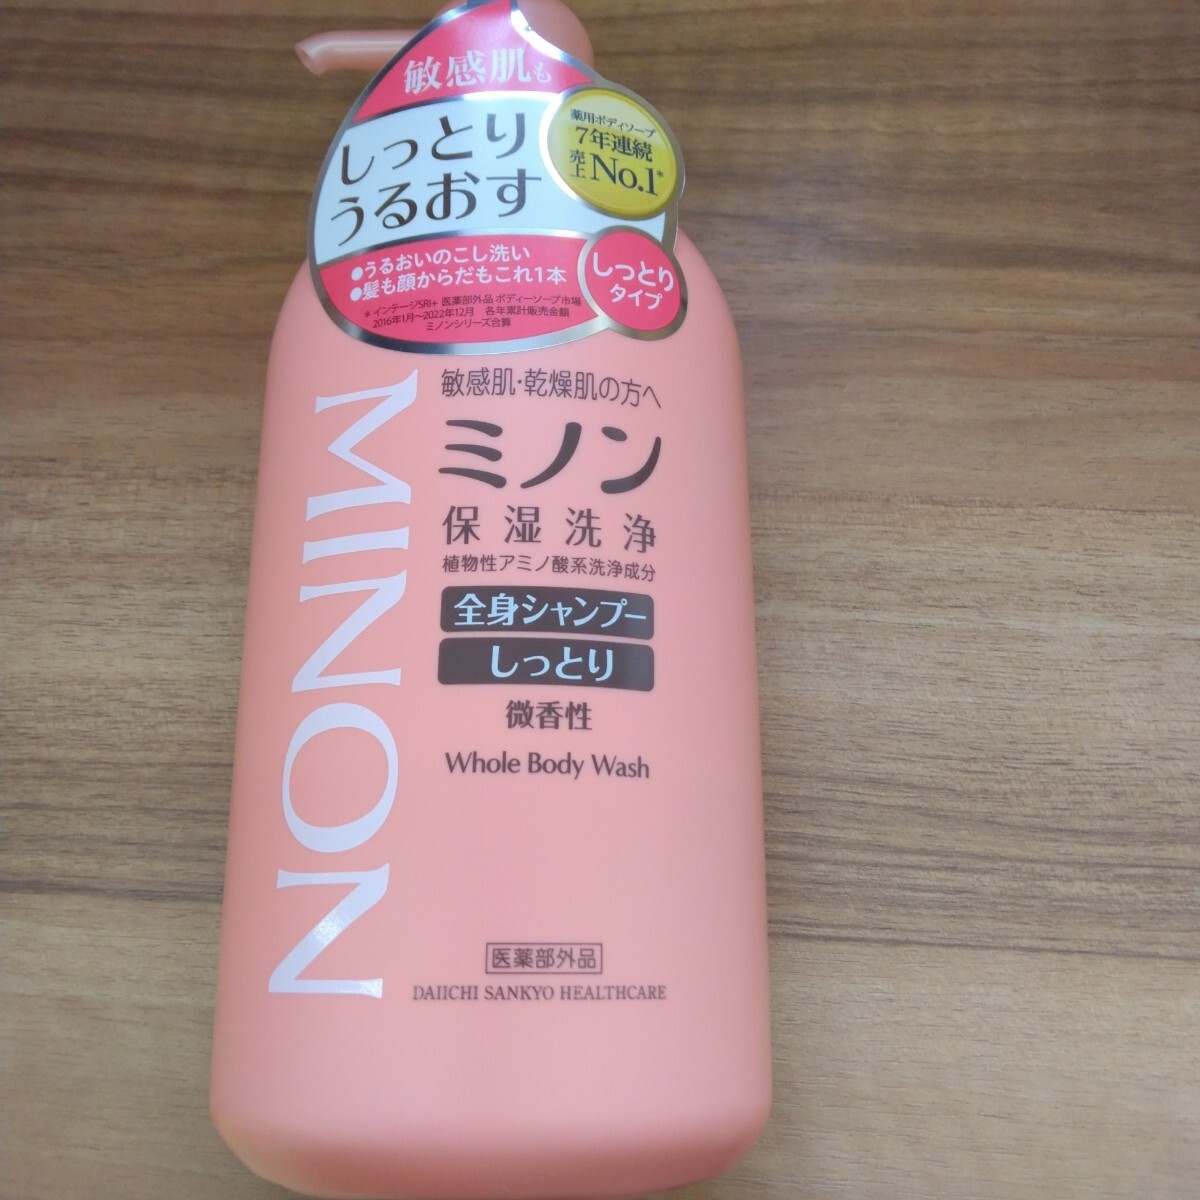 敏感肌も
しっとり
うるおす
薬用ボディソープ
7年連続
売上No.1*
●うるおいのこし洗い
●髪も顔からだもこれ1本
しっとり
タイプ
*インテージSRI+ 医薬部外品 ボディーソープ市場
2016年1月〜2022年12月 各年累計販売金額
ミノンシリーズ合算
MINON
敏感肌・乾燥肌の方へ
ミノン
保湿洗浄
植物性アミノ酸系洗浄成分
全身シャンプー
しっとり
微香性
Whole Body Wash
医薬部外品
DAIICHI SANKYO HEALTHCARE